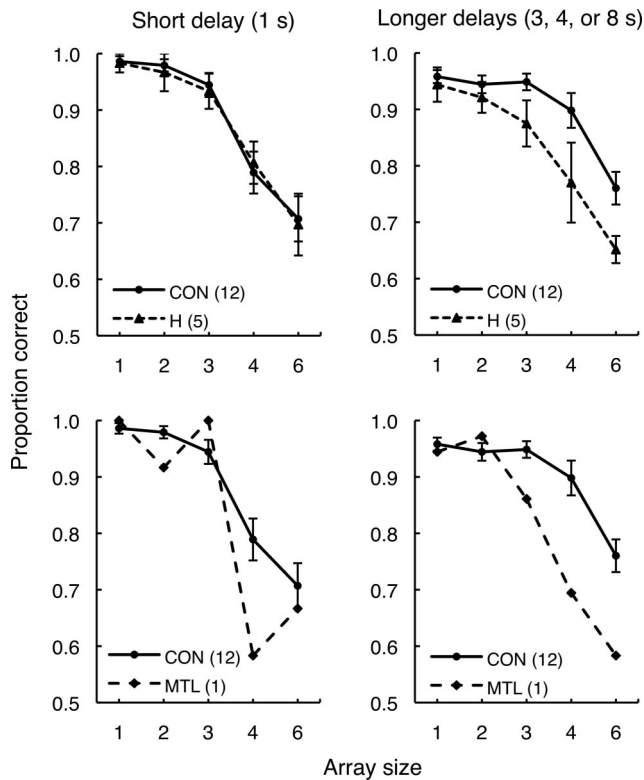 Short delay (1 s)
Longer delays (3, 4, or 8 s)
Proportion correct
1.0
0.9
0.8
0.7
0.6
0.5
CON (12)
H (5)
1 2 3 4 6
1.0
0.9
0.8
0.7
0.6
0.5
CON (12)
H (5)
1 2 3 4 6
1.0
0.9
0.8
0.7
0.6
0.5
CON (12)
MTL (1)
1 2 3 4 6
1.0
0.9
0.8
0.7
0.6
0.5
CON (12)
MTL (1)
1 2 3 4 6
Array size